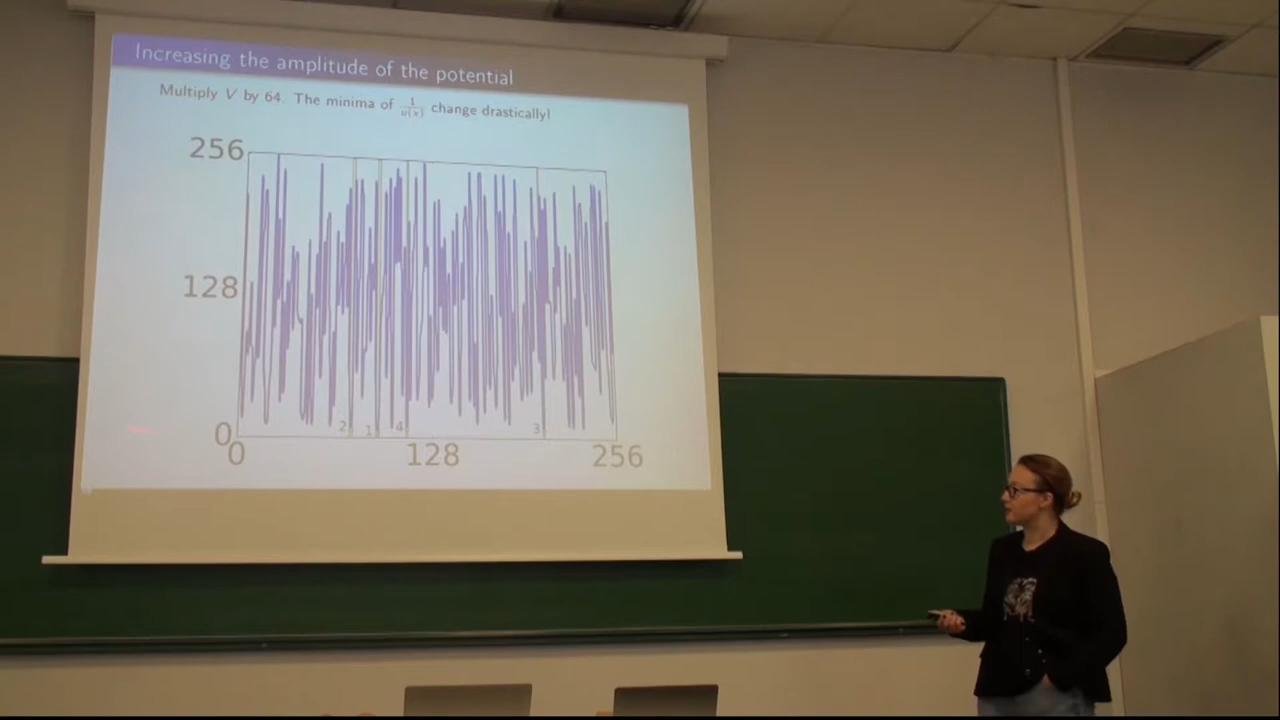 Increasing the amplitude of the potential
Multiply V by 64. The minima of 1/u(x) change drastically!
256
128
0
2 1 4 3
0 128 256